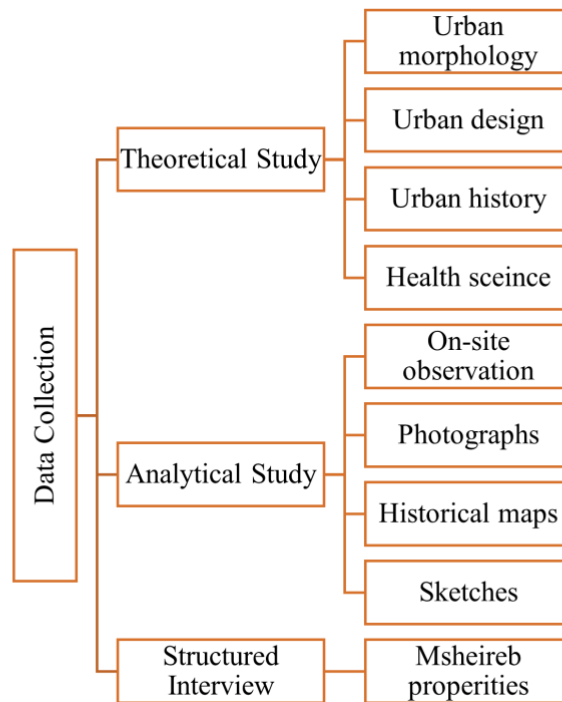 Data Collection
Theoretical Study
Urban
morphology
Urban design
Urban history
Health sceince
Analytical Study
On-site
observation
Photographs
Historical maps
Sketches
Structured
Interview
Msheireb
properities